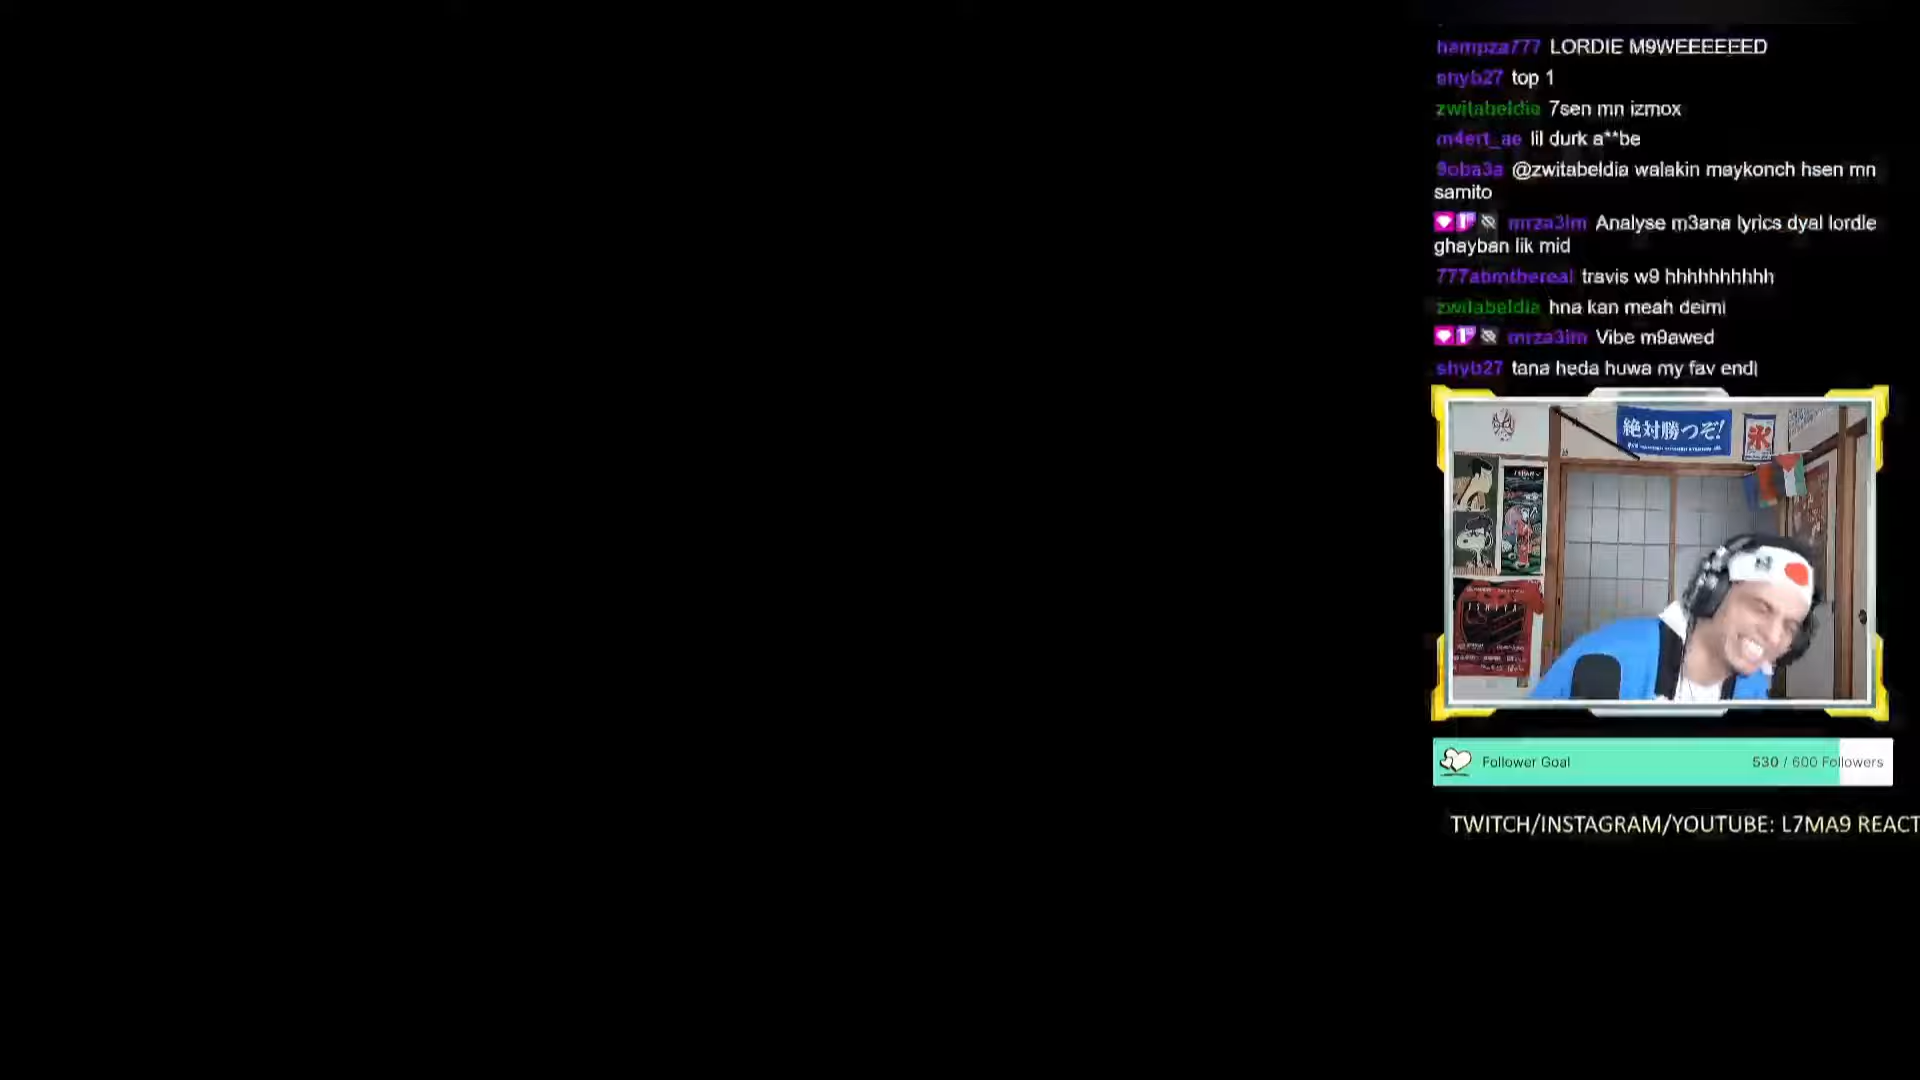 hampza777 LORDIE M9WEEEEEED
shyb27 top 1
zwitabeldia 7sen mn izmox
m4ert_ae lil durk a**be
9oba3a @zwitabeldia walakin maykonch hsen mn
samito
mrza3im Analyse m3ana lyrics dyal lordie
ghayban lik mid
777abmthereal travis w9 hhhhhhhhhh
zwitabeldia hna kan meah deimi
mrza3im Vibe m9awed
shyb27 tana heda huwa my fav endi
絶対勝つぞ!
氷
Follower Goal 530 / 600 Followers
TWITCH/INSTAGRAM/YOUTUBE: L7MA9 REACT